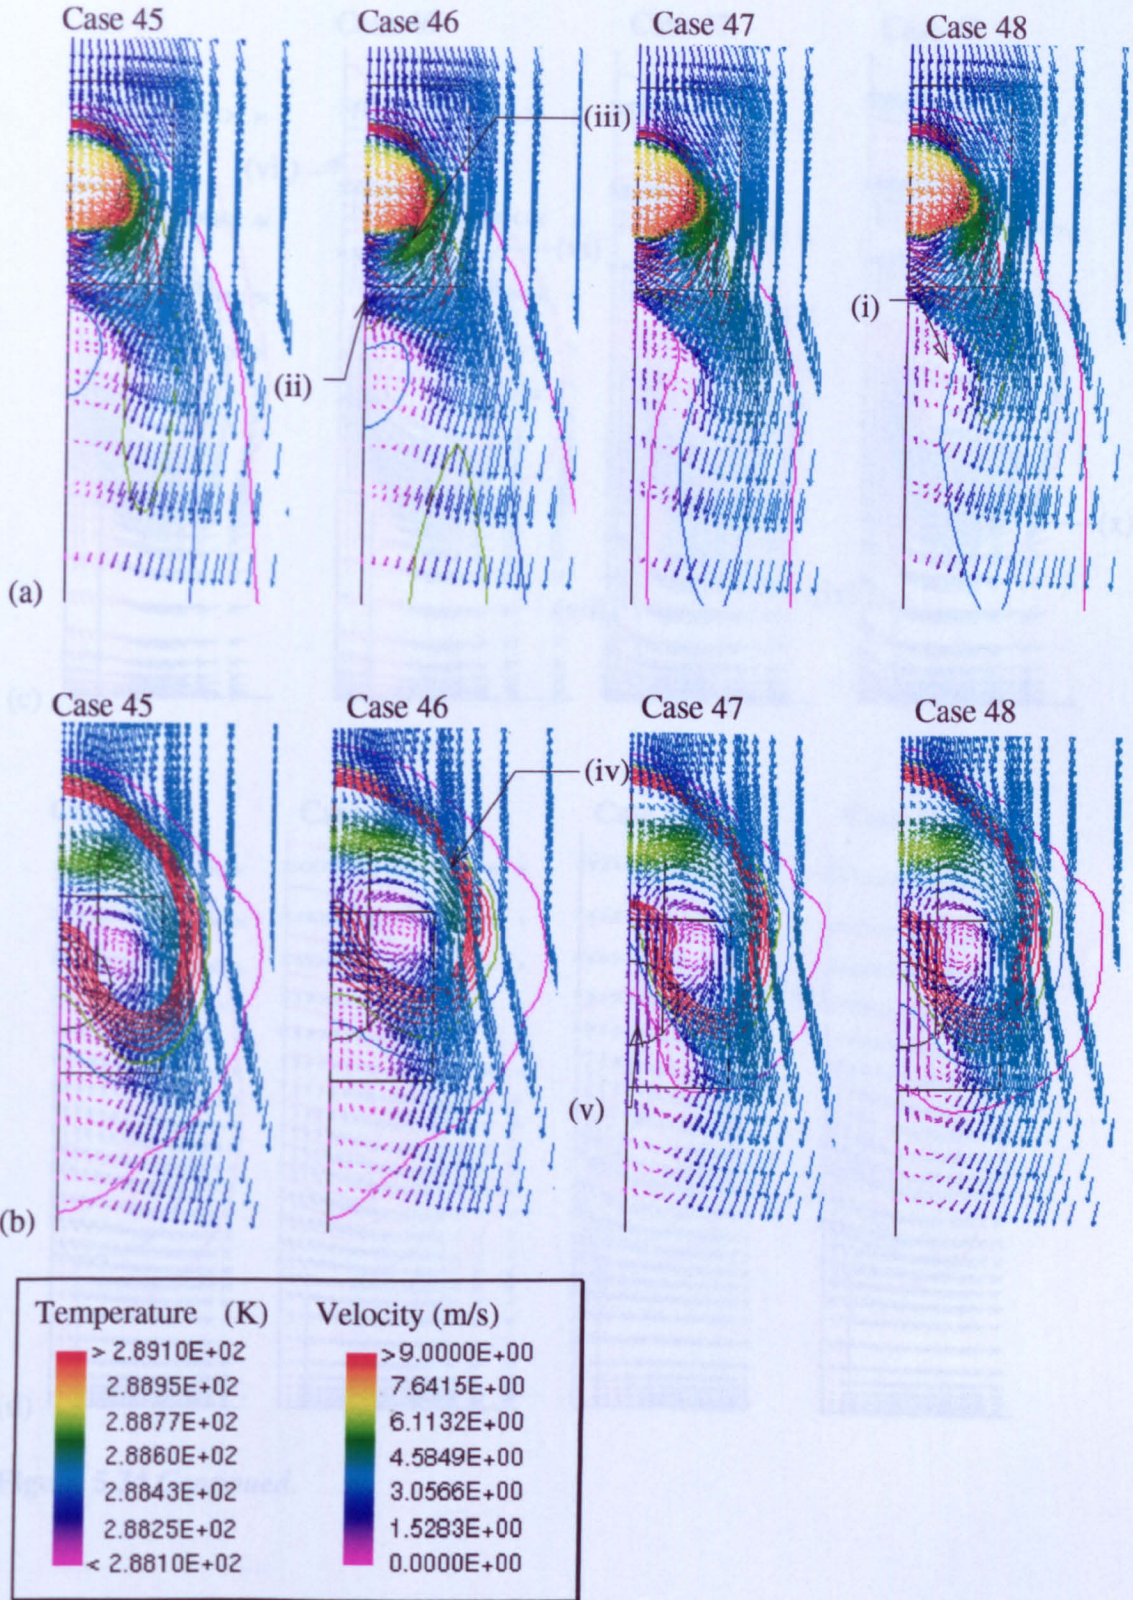 Case 45 Case 46 Case 47 Case 48
(iii)
(i)
(ii)
(a)
Case 45 Case 46 Case 47 Case 48
(iv)
(v)
(b)
Temperature (K) Velocity (m/s)
> 2.8910E+02 >9.0000E+00
2.8895E+02 7.6415E+00
2.8877E+02 6.1132E+00
2.8860E+02 4.5849E+00
2.8843E+02 3.0566E+00
2.8825E+02 1.5283E+00
< 2.8810E+02 0.0000E+00